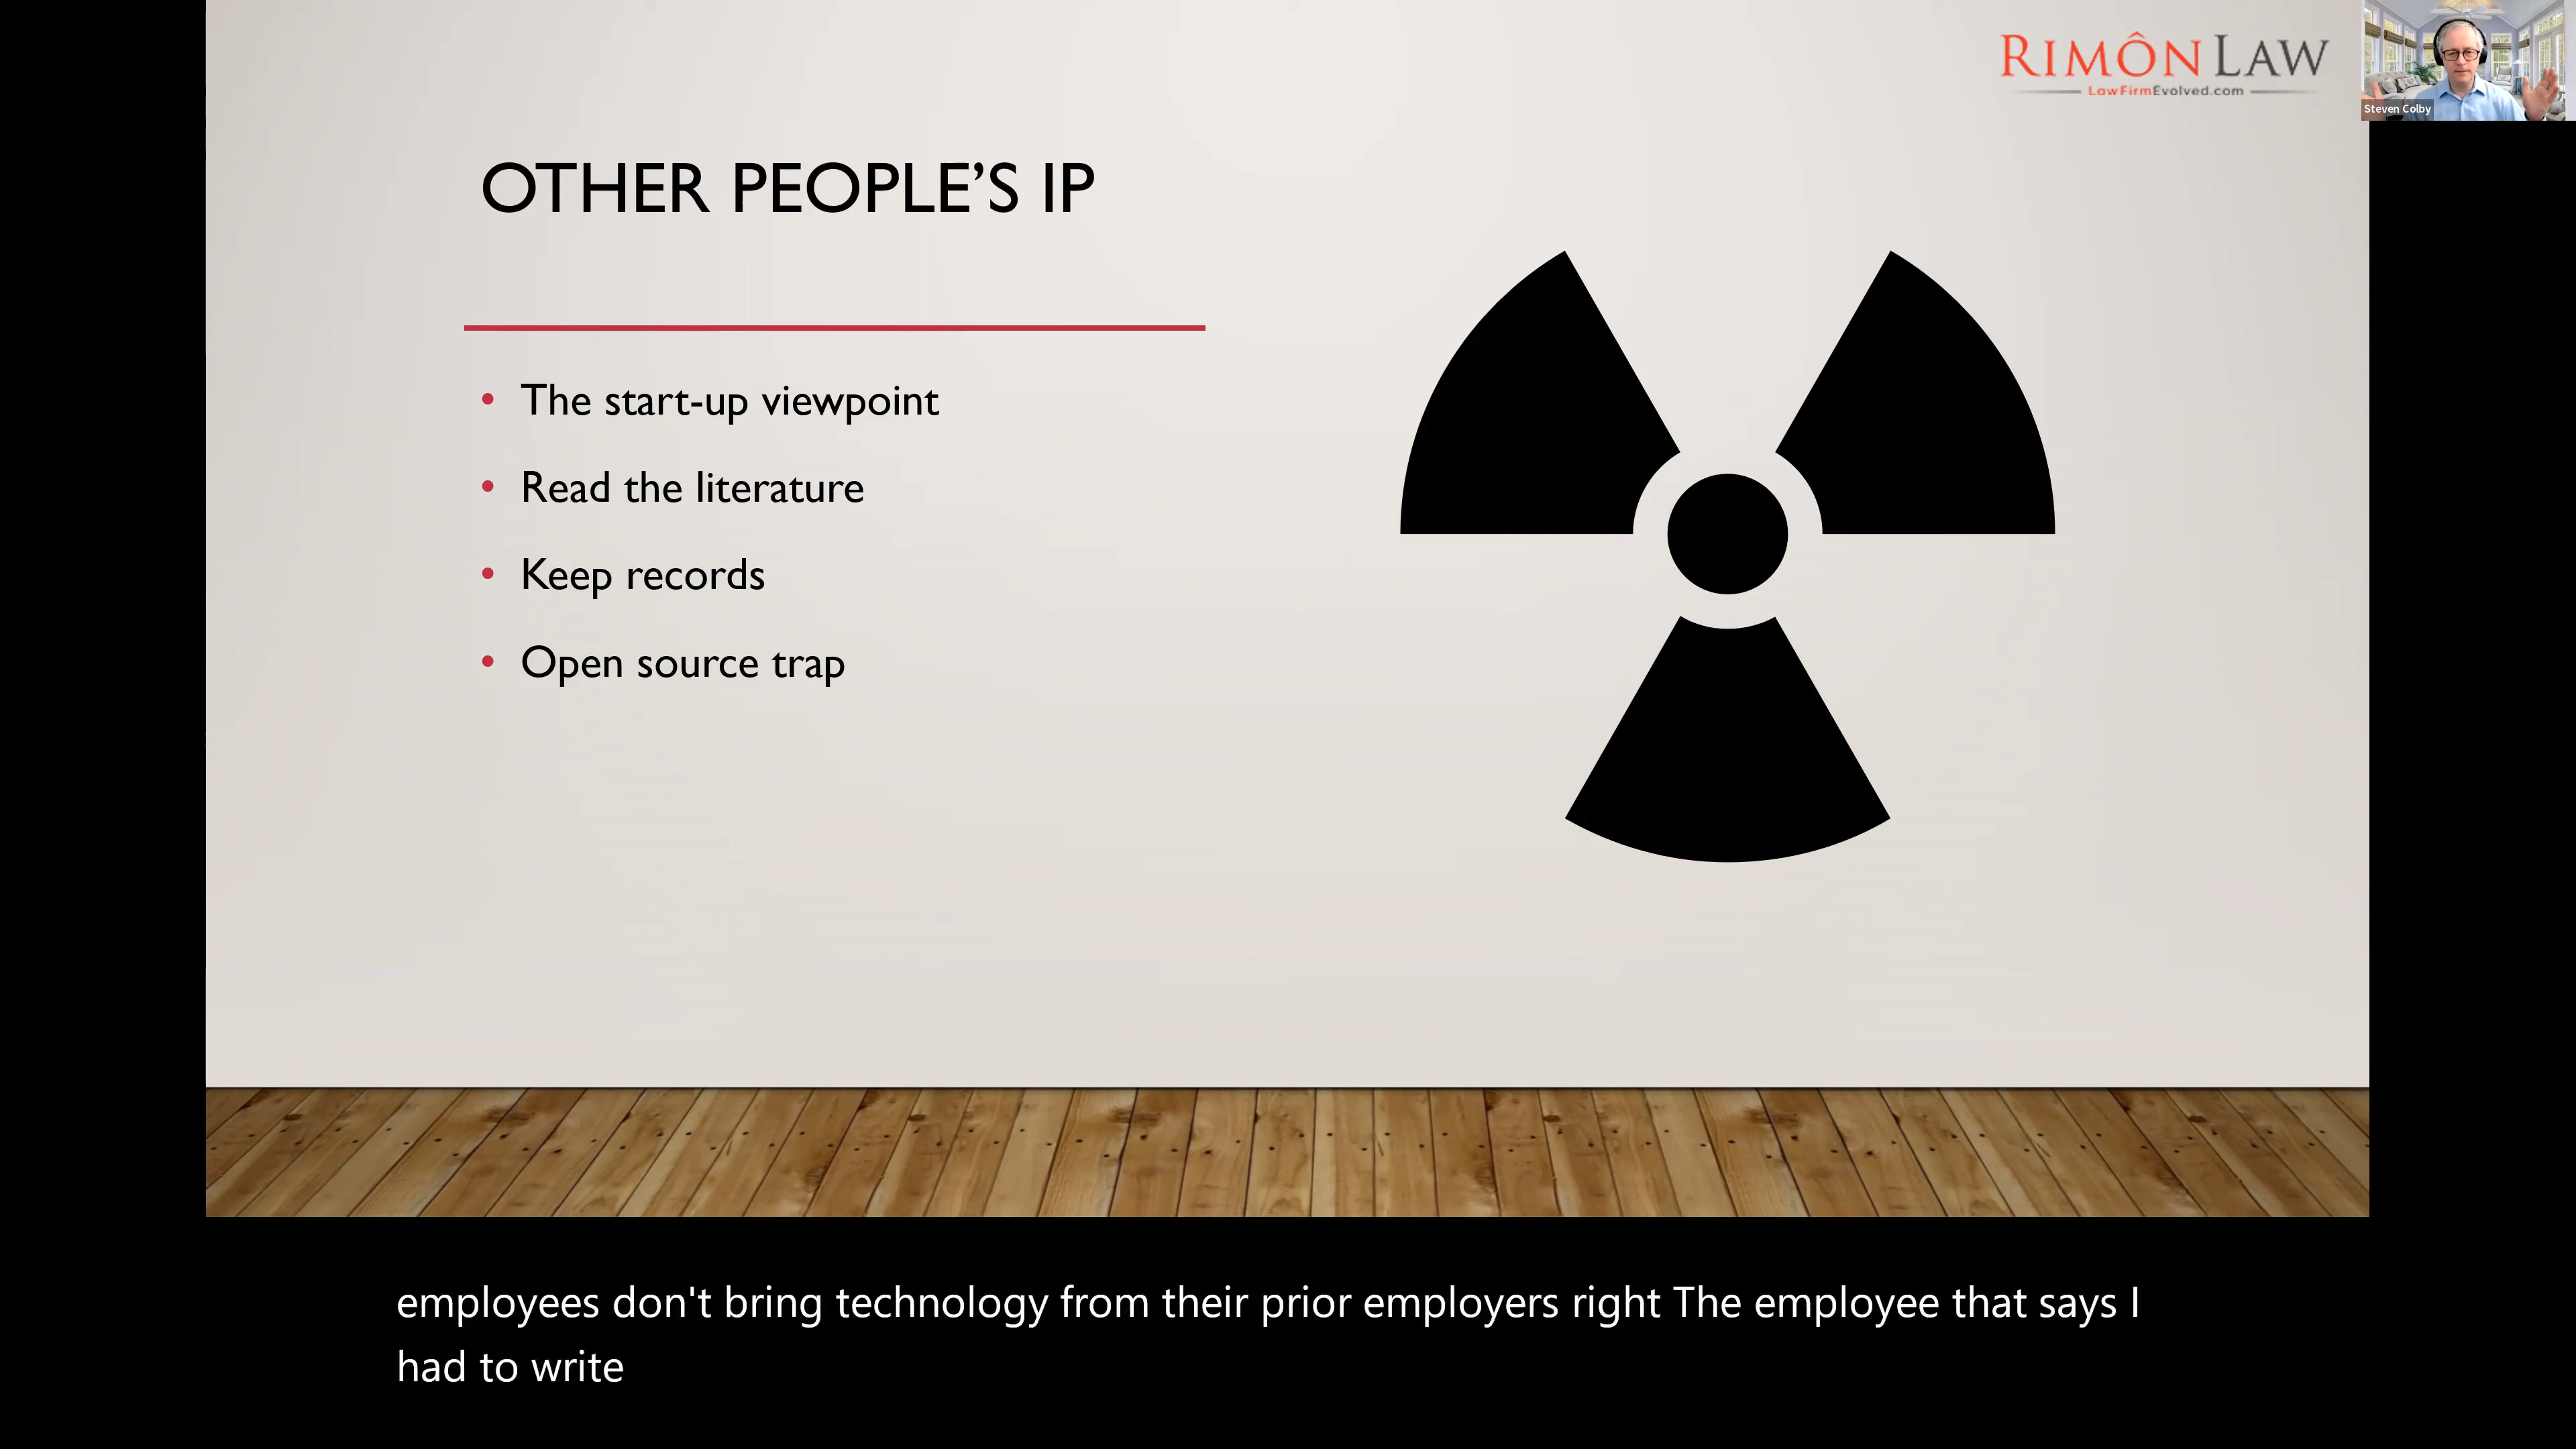 RIMÔN LAW
LawFirmEvolved.com
Steven Colby
OTHER PEOPLE’S IP
• The start-up viewpoint
• Read the literature
• Keep records
• Open source trap
employees don't bring technology from their prior employers right The employee that says I
had to write